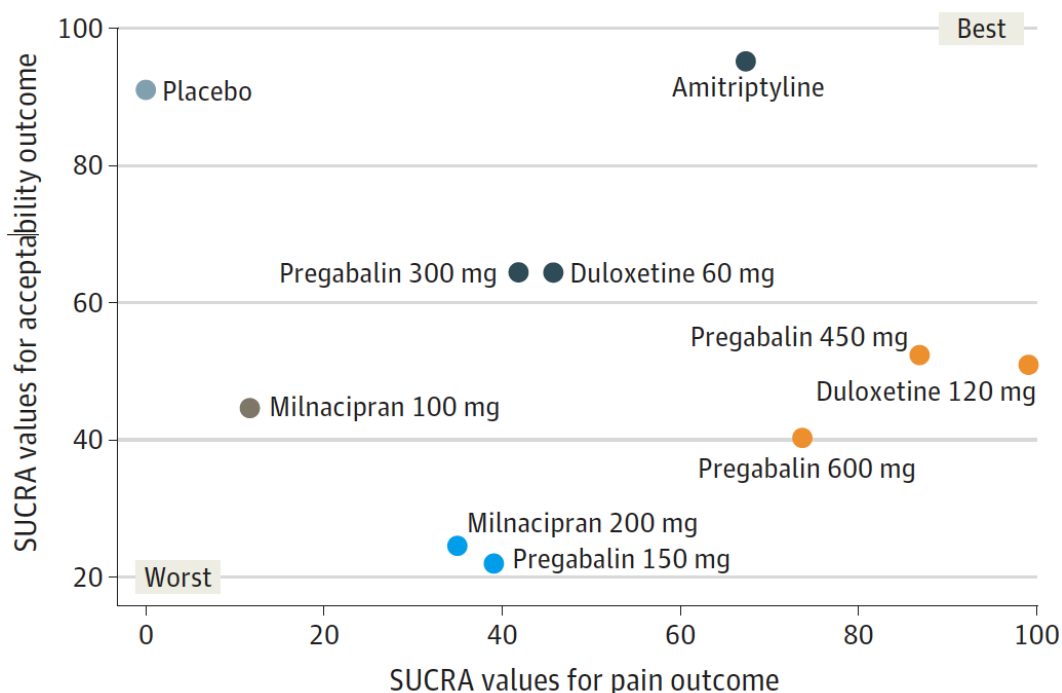 100
Best
Placebo
Amitriptyline
80
Pregabalin 300 mg
Duloxetine 60 mg
60
Pregabalin 450 mg
Duloxetine 120 mg
Milnacipran 100 mg
40
Pregabalin 600 mg
Milnacipran 200 mg
Pregabalin 150 mg
20
Worst
0 20 40 60 80 100
SUCRA values for pain outcome
SUCRA values for acceptability outcome